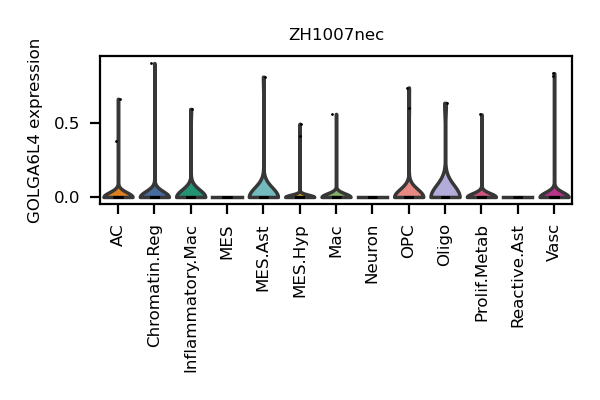 ZH1007nec
GOLGA6L4 expression
0.5
0.0
AC
Chromatin.Reg
Inflammatory.Mac
MES
MES.Ast
MES.Hyp
Mac
Neuron
OPC
Oligo
Prolif.Metab
Reactive.Ast
Vasc